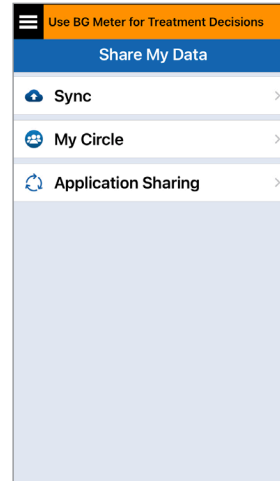 Use BG Meter for Treatment Decisions
Share My Data
Sync
My Circle
Application Sharing